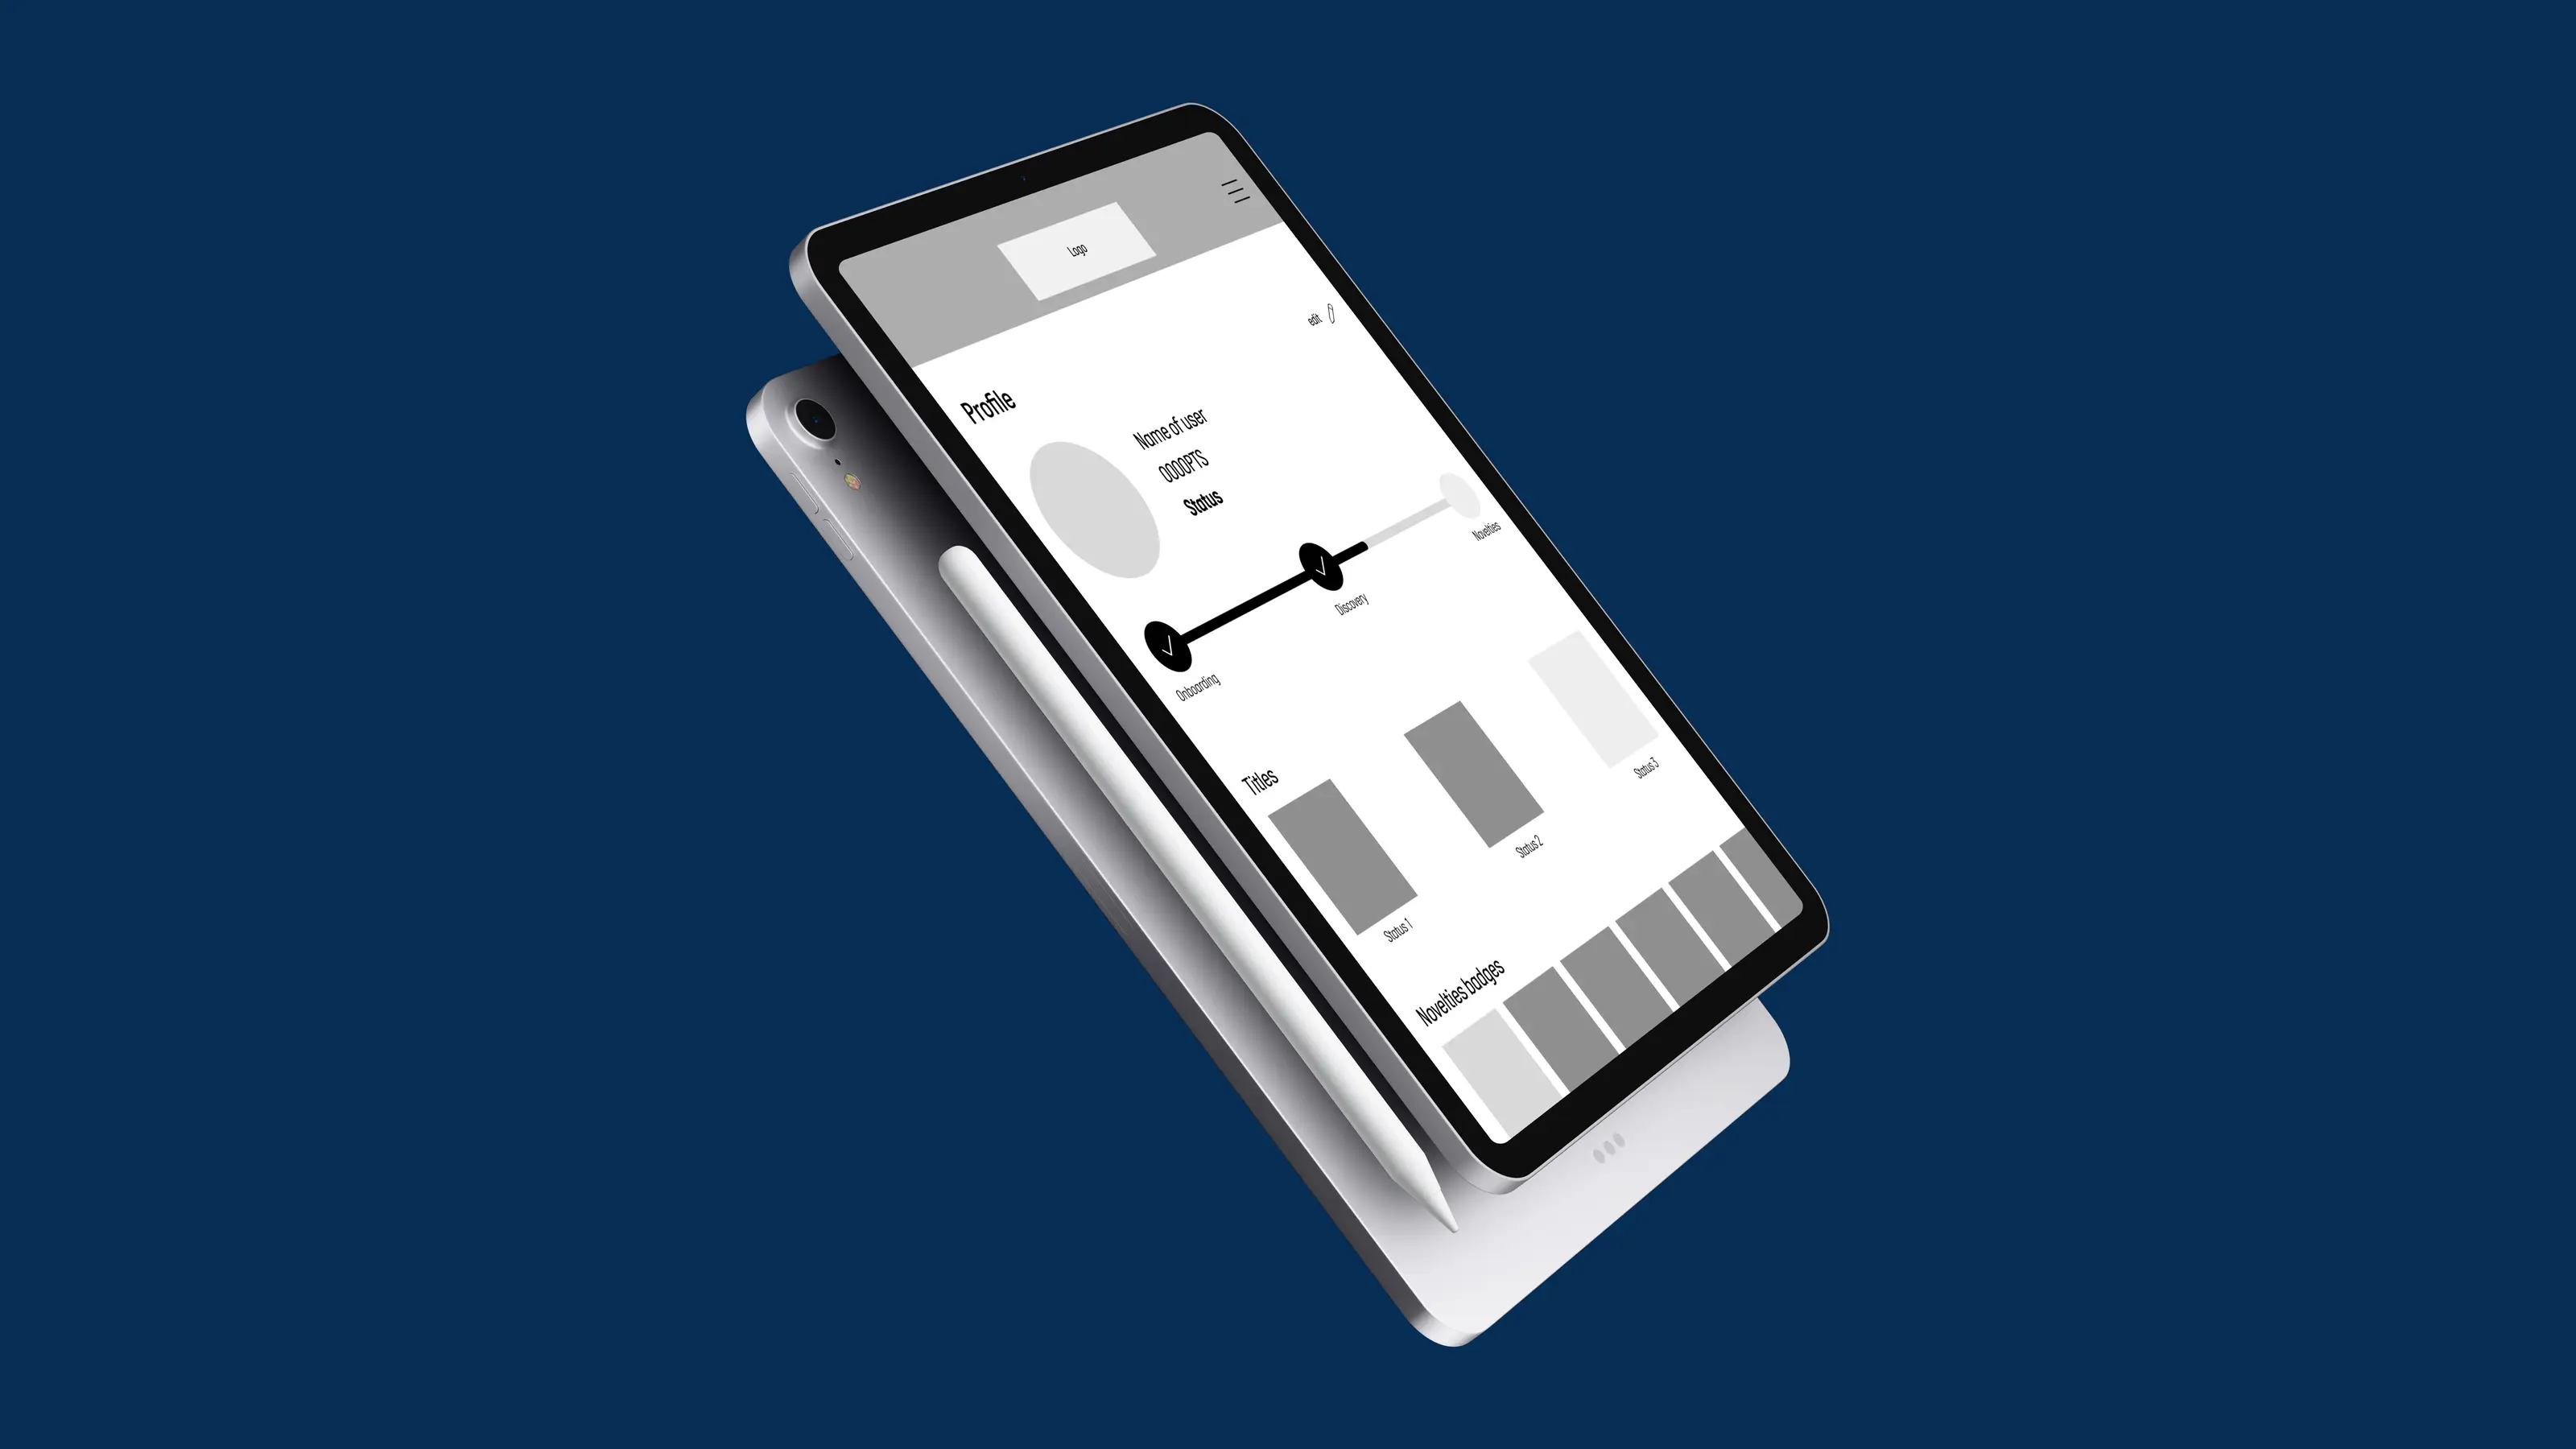 Logo
edit
Profile
Name of user
0000PTS
Status
Onboarding
Discovery
Novelties
Titles
Status 1
Status 2
Status 3
Novelties badges